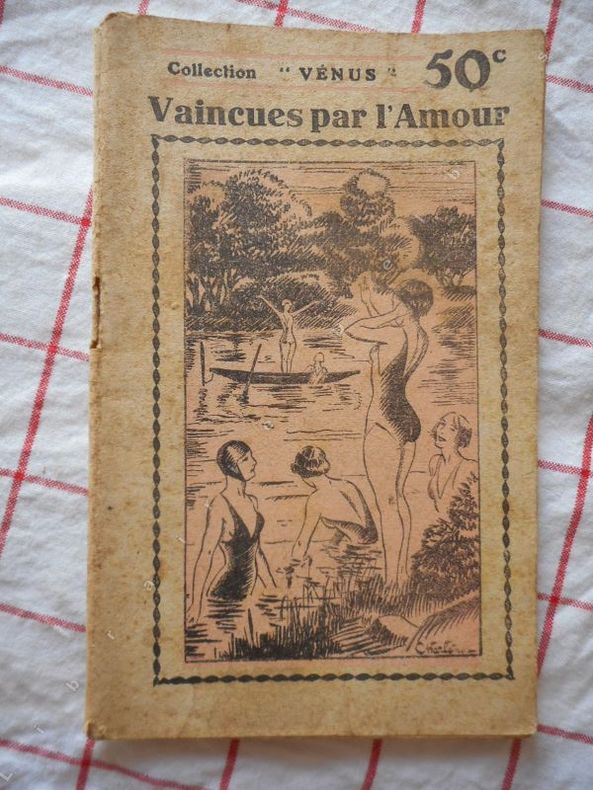 Collection " VÉNUS " 50c
Vaincues par l'Amour